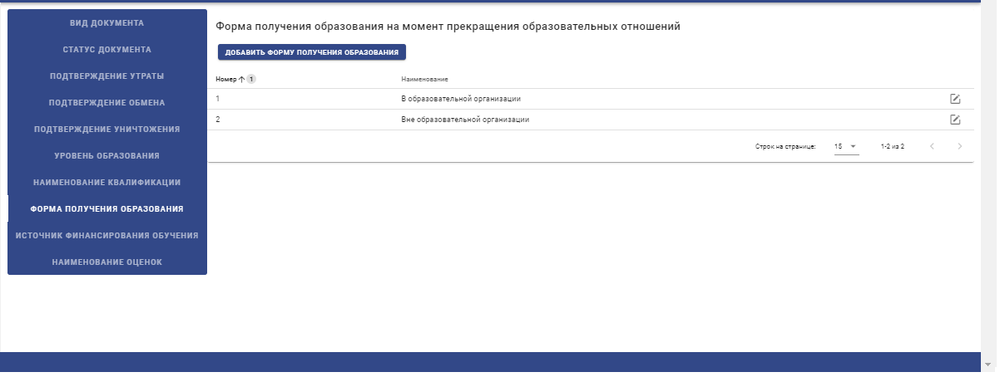 ВИД ДОКУМЕНТА
СТАТУС ДОКУМЕНТА
ПОДТВЕРЖДЕНИЕ УТРАТЫ
ПОДТВЕРЖДЕНИЕ ОБМЕНА
ПОДТВЕРЖДЕНИЕ УНИЧТОЖЕНИЯ
УРОВЕНЬ ОБРАЗОВАНИЯ
НАИМЕНОВАНИЕ КВАЛИФИКАЦИИ
ФОРМА ПОЛУЧЕНИЯ ОБРАЗОВАНИЯ
ИСТОЧНИК ФИНАНСИРОВАНИЯ ОБУЧЕНИЯ
НАИМЕНОВАНИЕ ОЦЕНОК
Форма получения образования на момент прекращения образовательных отношений
ДОБАВИТЬ ФОРМУ ПОЛУЧЕНИЯ ОБРАЗОВАНИЯ
Номер 1 Наименование
1 В образовательной организации
2 Вне образовательной организации
Строк на странице: 15 1-2 из 2